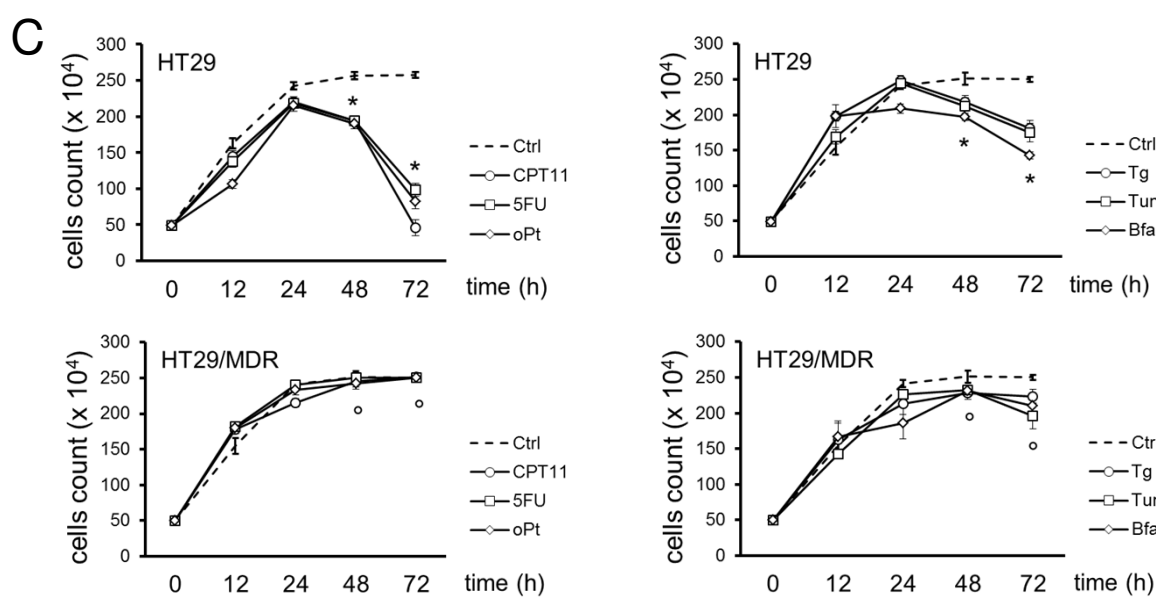 C
HT29
cells count (x 10⁴)
300
250
200
150
100
50
0
*
*
0 12 24 48 72 time (h)
Ctrl
CPT11
5FU
oPt
HT29
cells count (x 10⁴)
300
250
200
150
100
50
0
*
*
0 12 24 48 72 time (h)
Ctrl
Tg
Tun
Bfa
HT29/MDR
cells count (x 10⁴)
300
250
200
150
100
50
0
0 12 24 48 72 time (h)
Ctrl
CPT11
5FU
oPt
HT29/MDR
cells count (x 10⁴)
300
250
200
150
100
50
0
0 12 24 48 72 time (h)
Ctrl
Tg
Tun
Bfa